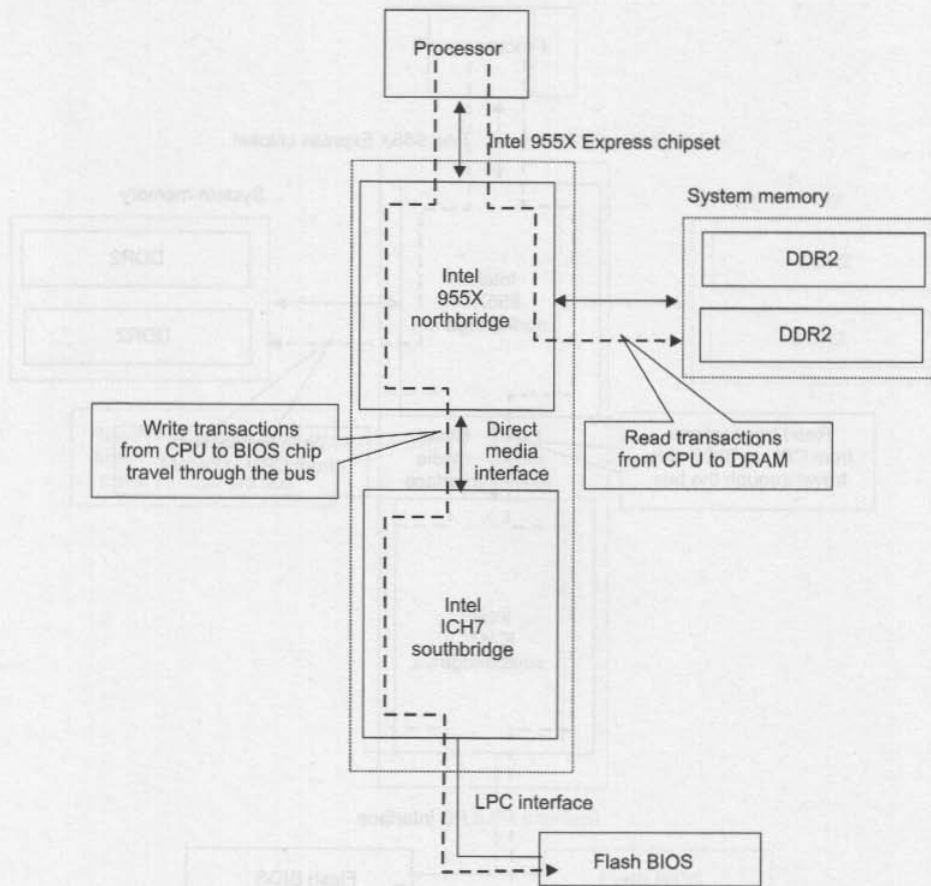 Processor
Intel 955X Express chipset
System memory
DDR2
Intel
955X
northbridge
DDR2
Write transactions
from CPU to BIOS chip
travel through the bus
Direct
media
interface
Read transactions
from CPU to DRAM
Intel
ICH7
southbridge
LPC interface
Flash BIOS